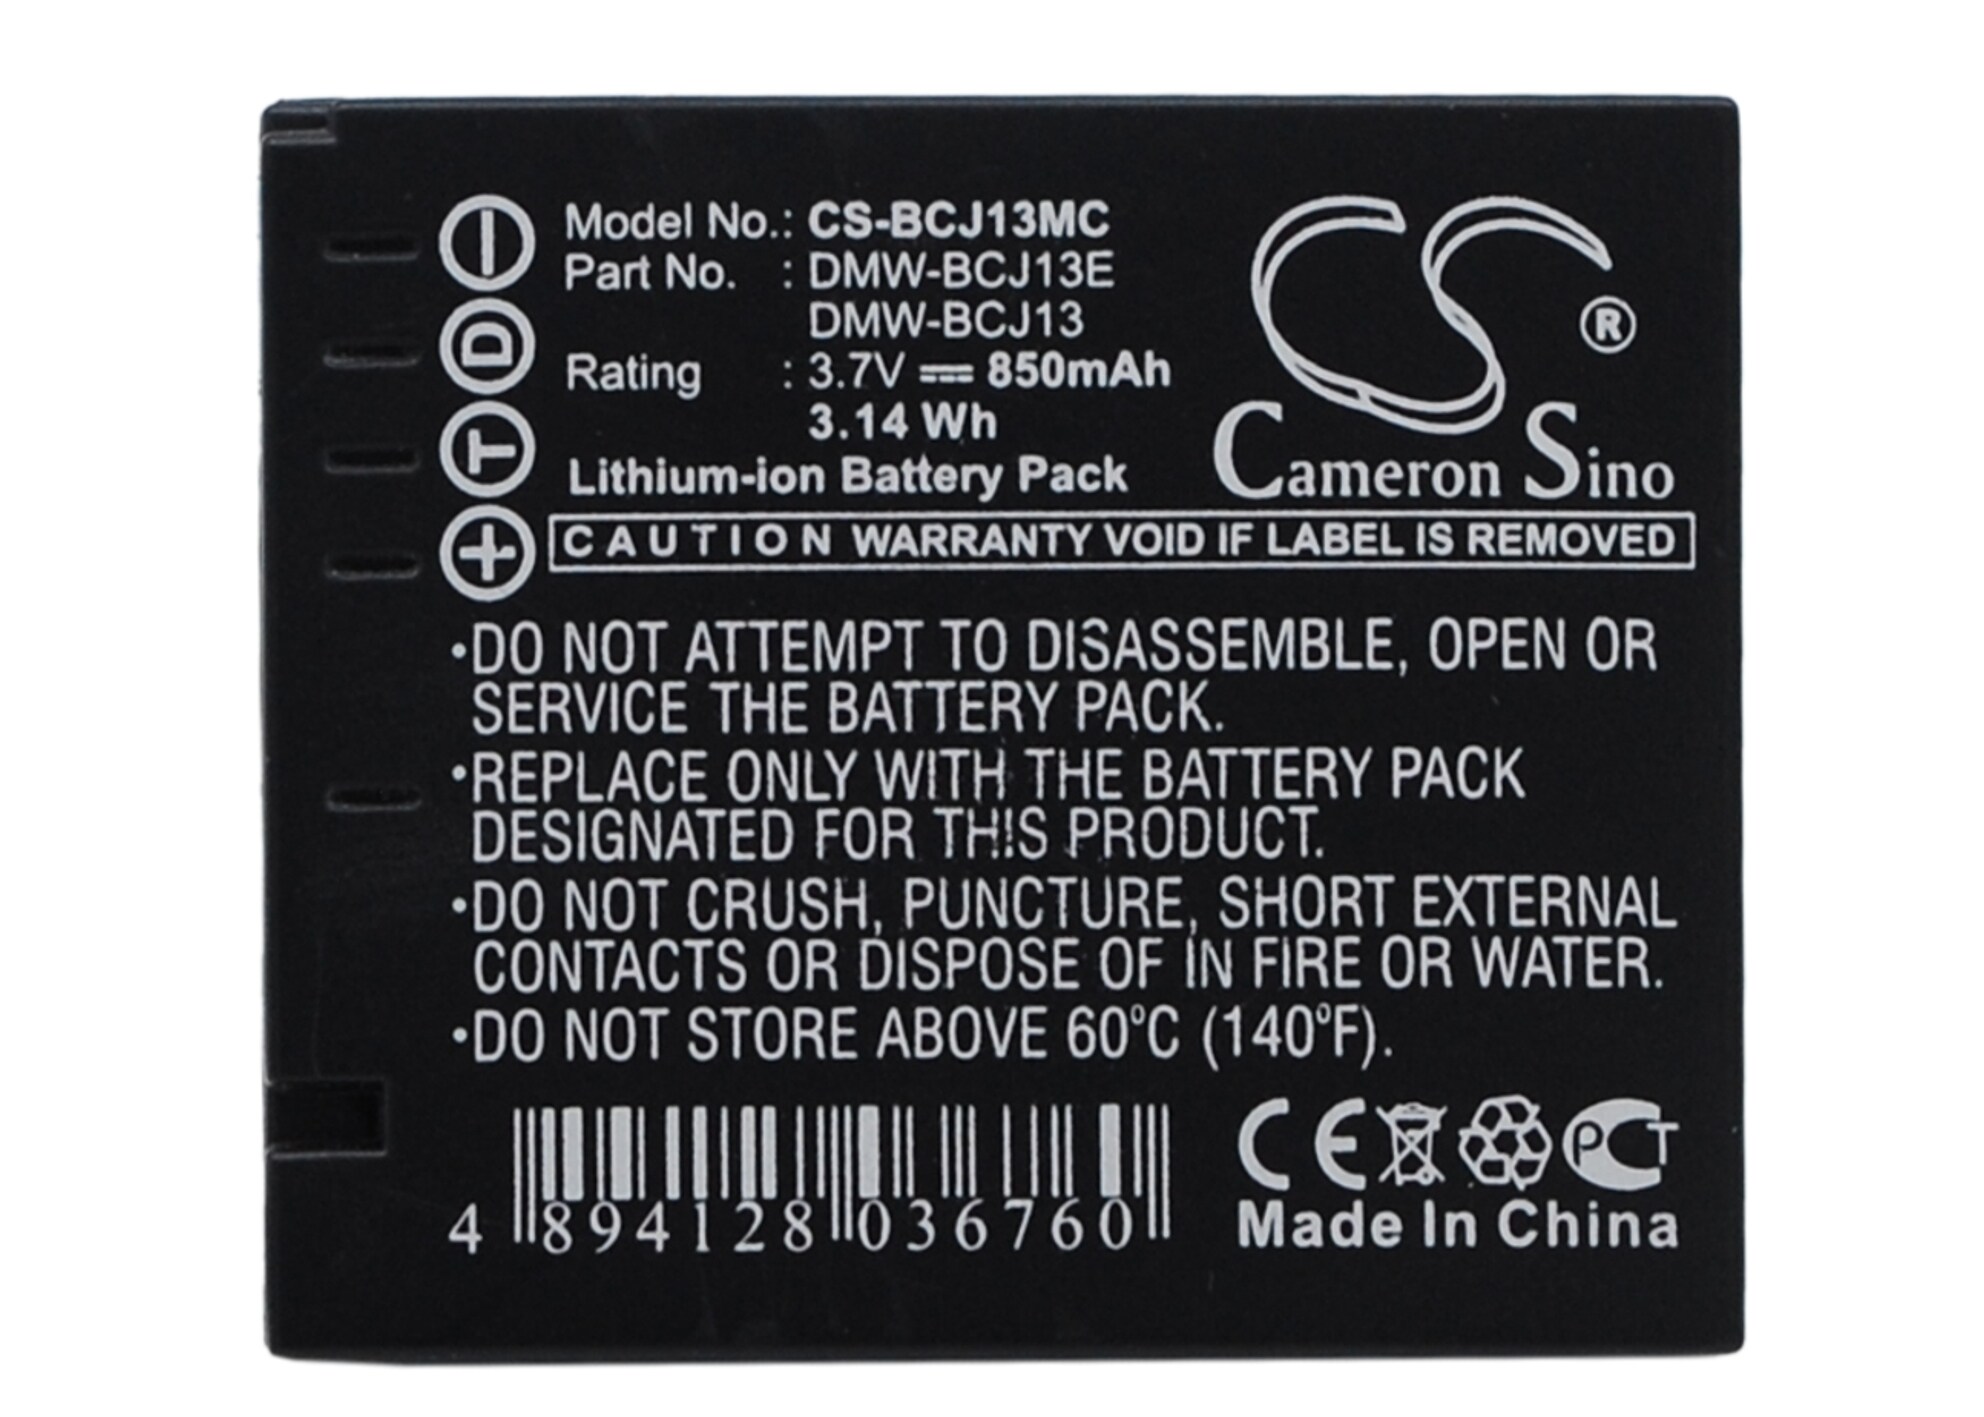 − Model No.: CS-BCJ13MC
Part No. : DMW-BCJ13E
D DMW-BCJ13
Rating : 3.7V 850mAh
3.14 Wh
T Lithium-ion Battery Pack
CS ®
Cameron Sino
+ CAUTION WARRANTY VOID IF LABEL IS REMOVED
•DO NOT ATTEMPT TO DISASSEMBLE, OPEN OR
SERVICE THE BATTERY PACK.
•REPLACE ONLY WITH THE BATTERY PACK
DESIGNATED FOR THIS PRODUCT.
•DO NOT CRUSH, PUNCTURE, SHORT EXTERNAL
CONTACTS OR DISPOSE OF IN FIRE OR WATER.
•DO NOT STORE ABOVE 60°C (140°F).
4 894128 036760
CE PCT
Made In China